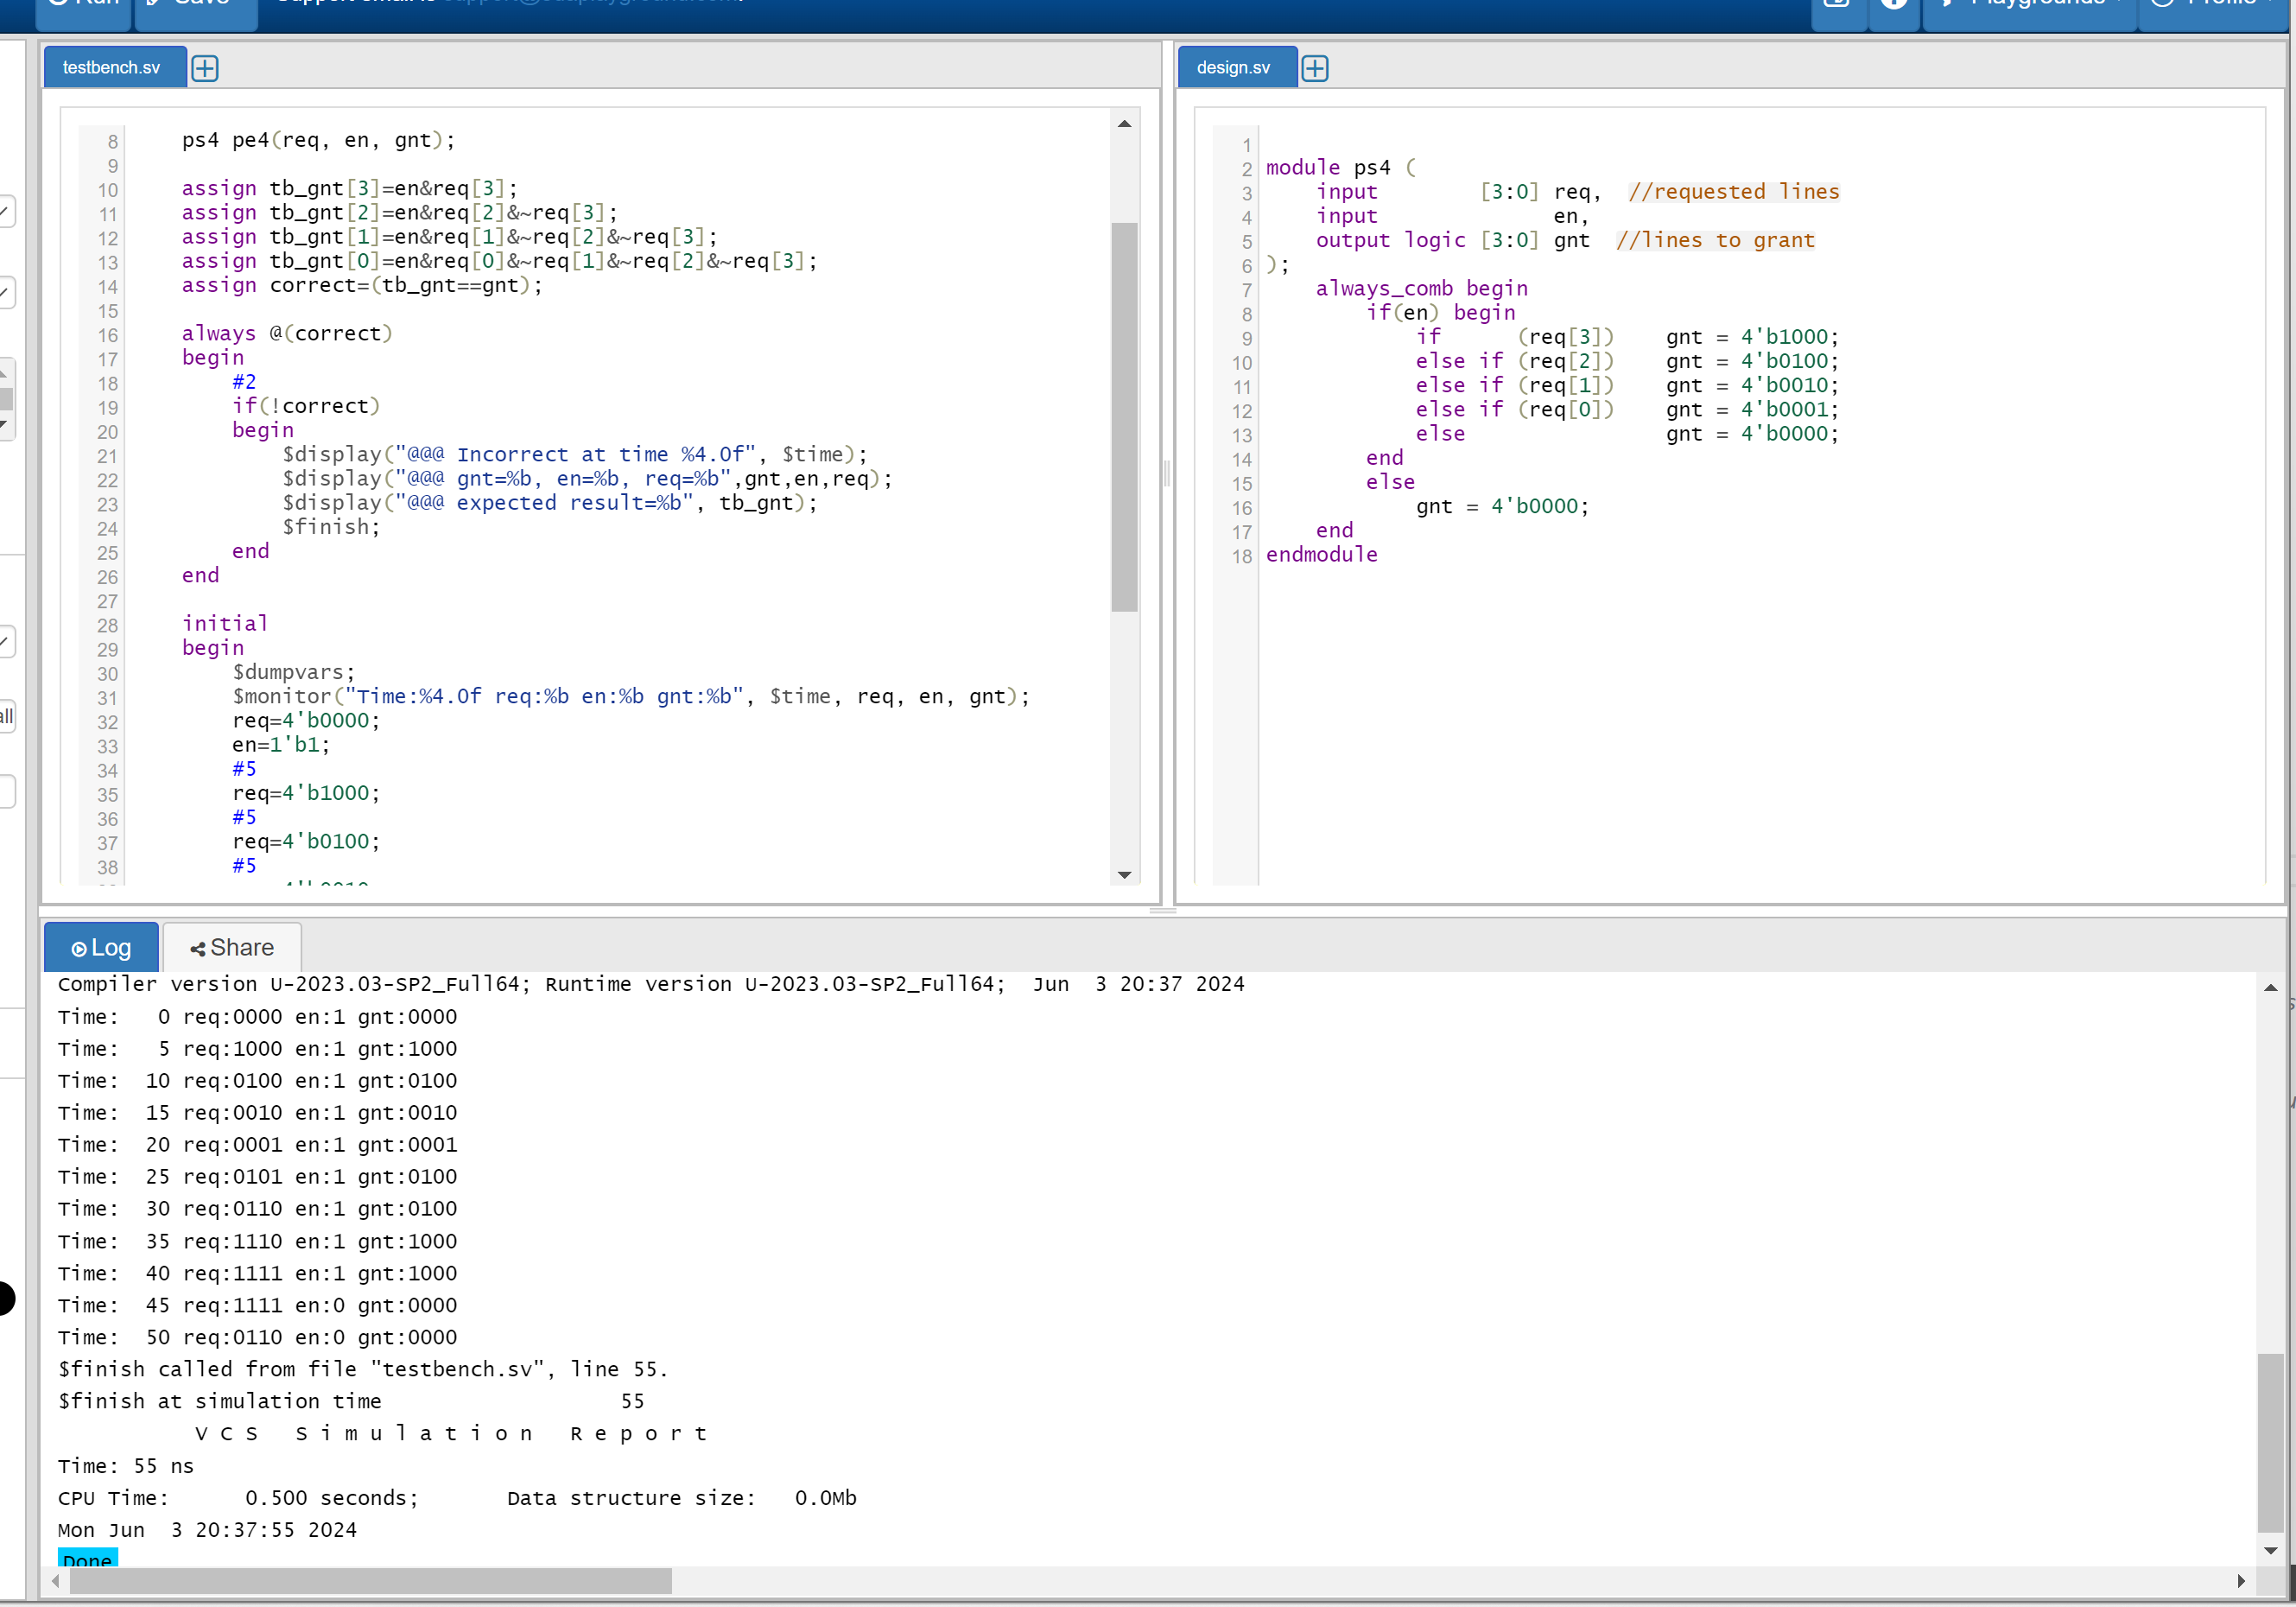 Run Save
Playgrounds Profile
testbench.sv
8 ps4 pe4(req, en, gnt);
9
10 assign tb_gnt[3]=en&req[3];
11 assign tb_gnt[2]=en&req[2]&~req[3];
12 assign tb_gnt[1]=en&req[1]&~req[2]&~req[3];
13 assign tb_gnt[0]=en&req[0]&~req[1]&~req[2]&~req[3];
14 assign correct=(tb_gnt==gnt);
15
16 always @(correct)
17 begin
18 #2
19 if(!correct)
20 begin
21 $display("@@@ Incorrect at time %4.0f", $time);
22 $display("@@@ gnt=%b, en=%b, req=%b",gnt,en,req);
23 $display("@@@ expected result=%b", tb_gnt);
24 $finish;
25 end
26 end
27
28 initial
29 begin
30 $dumpvars;
31 $monitor("Time:%4.0f req:%b en:%b gnt:%b", $time, req, en, gnt);
32 req=4'b0000;
33 en=1'b1;
34 #5
35 req=4'b1000;
36 #5
37 req=4'b0100;
38 #5
design.sv
1
2 module ps4 (
3 input [3:0] req, //requested lines
4 input en,
5 output logic [3:0] gnt //lines to grant
6 );
7 always_comb begin
8 if(en) begin
9 if (req[3]) gnt = 4'b1000;
10 else if (req[2]) gnt = 4'b0100;
11 else if (req[1]) gnt = 4'b0010;
12 else if (req[0]) gnt = 4'b0001;
13 else gnt = 4'b0000;
14 end
15 else
16 gnt = 4'b0000;
17 end
18 endmodule
Log Share
Compiler version U-2023.03-SP2_Full64; Runtime version U-2023.03-SP2_Full64; Jun 3 20:37 2024
Time: 0 req:0000 en:1 gnt:0000
Time: 5 req:1000 en:1 gnt:1000
Time: 10 req:0100 en:1 gnt:0100
Time: 15 req:0010 en:1 gnt:0010
Time: 20 req:0001 en:1 gnt:0001
Time: 25 req:0101 en:1 gnt:0100
Time: 30 req:0110 en:1 gnt:0100
Time: 35 req:1110 en:1 gnt:1000
Time: 40 req:1111 en:1 gnt:1000
Time: 45 req:1111 en:0 gnt:0000
Time: 50 req:0110 en:0 gnt:0000
$finish called from file "testbench.sv", line 55.
$finish at simulation time 55
V C S S i m u l a t i o n R e p o r t
Time: 55 ns
CPU Time: 0.500 seconds; Data structure size: 0.0Mb
Mon Jun 3 20:37:55 2024
Done